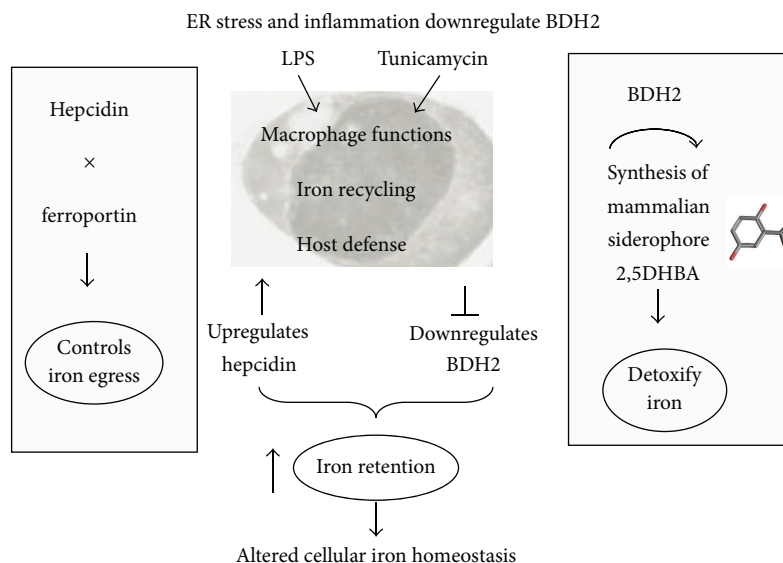 ER stress and inflammation downregulate BDH2
LPS
Tunicamycin
Hepcidin
×
ferroportin
Controls
iron egress
Macrophage functions
Iron recycling
Host defense
Upregulates
hepcidin
Downregulates
BDH2
Iron retention
Altered cellular iron homeostasis
BDH2
Synthesis of
mammalian
siderophore
2,5DHBA
Detoxify
iron